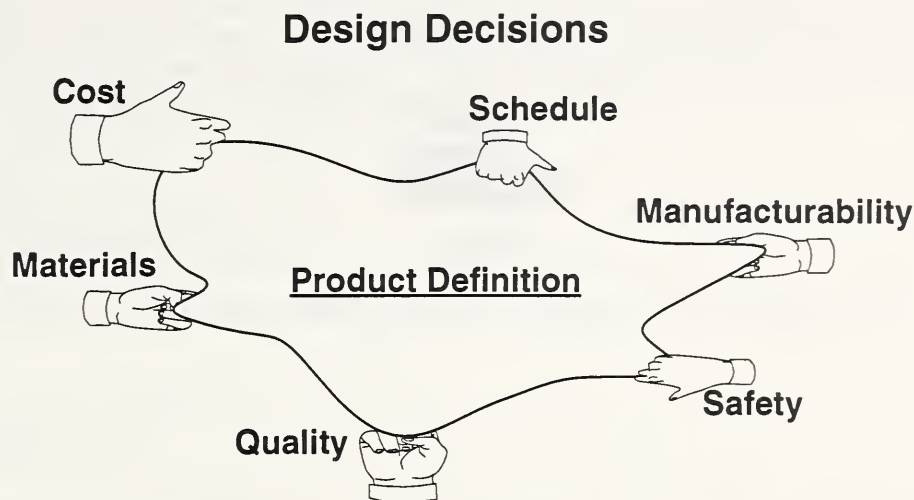 Design Decisions
Cost
Schedule
Manufacturability
Materials
Product Definition
Safety
Quality